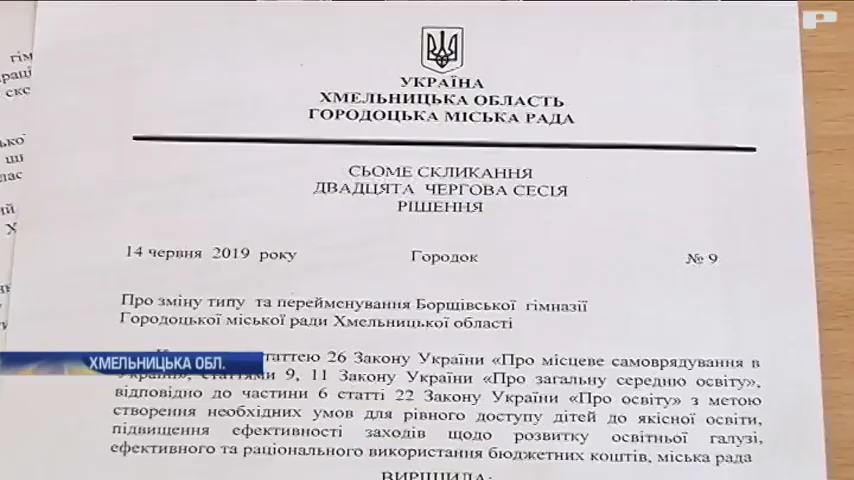 УКРАЇНА
ХМЕЛЬНИЦЬКА ОБЛАСТЬ
ГОРОДОЦЬКА МІСЬКА РАДА
СЬОМЕ СКЛИКАННЯ
ДВАДЦЯТА ЧЕРГОВА СЕСІЯ
РІШЕННЯ
14 червня 2019 року Городок № 9
Про зміну типу та перейменування Борщівської гімназії
Городоцької міської ради Хмельницької області
26 Закону України «Про місцеве самоврядування в
9, 11 Закону України «Про загальну середню освіту»,
відповідно до частини 6 статті 22 Закону України «Про освіту» з метою
створення необхідних умов для рівного доступу дітей до якісної освіти,
підвищення ефективності заходів щодо розвитку освітньої галузі,
ефективного та раціонального використання бюджетних коштів, міська рада
ВИРІШИЛА:
ХМЕЛЬНИЦЬКА ОБЛ.